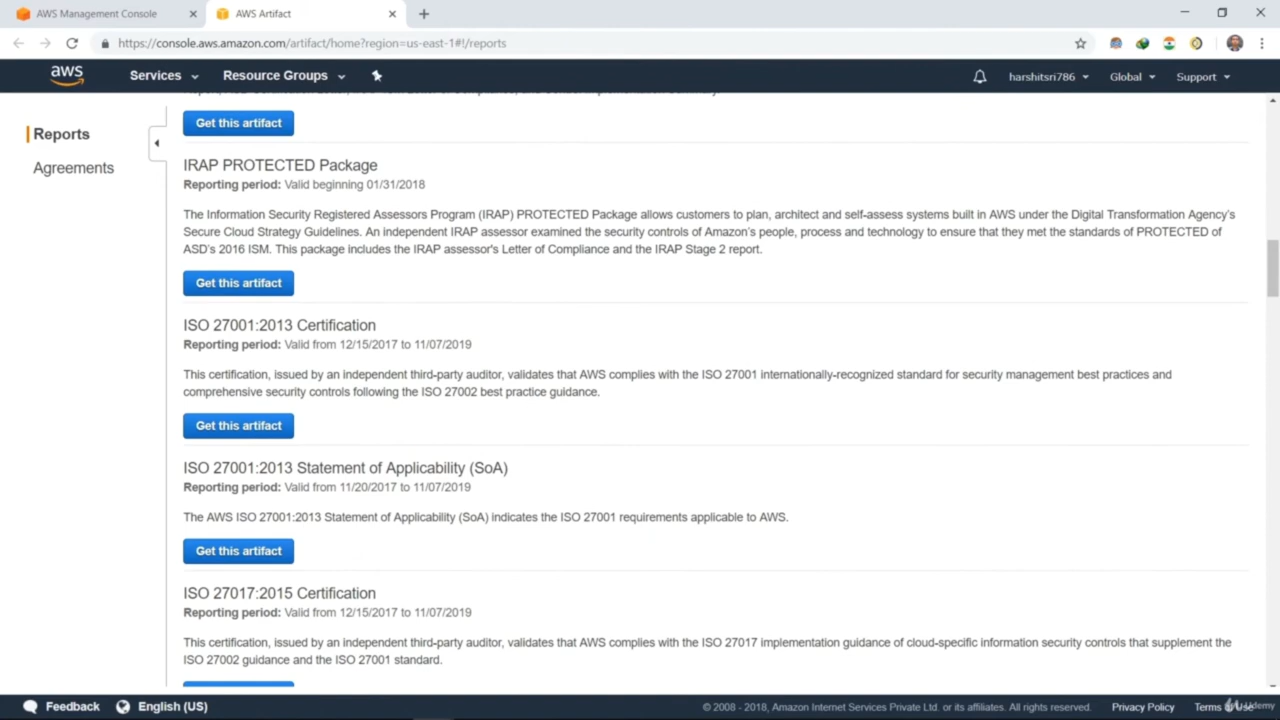 AWS Management Console
AWS Artifact
https://console.aws.amazon.com/artifact/home?region=us-east-1#!/reports
aws
Services
Resource Groups
harshitsri786
Global
Support
Reports
Agreements
Get this artifact
IRAP PROTECTED Package
Reporting period: Valid beginning 01/31/2018
The Information Security Registered Assessors Program (IRAP) PROTECTED Package allows customers to plan, architect and self-assess systems built in AWS under the Digital Transformation Agency's
Secure Cloud Strategy Guidelines. An independent IRAP assessor examined the security controls of Amazon's people, process and technology to ensure that they met the standards of PROTECTED of
ASD's 2016 ISM. This package includes the IRAP assessor's Letter of Compliance and the IRAP Stage 2 report.
Get this artifact
ISO 27001:2013 Certification
Reporting period: Valid from 12/15/2017 to 11/07/2019
This certification, issued by an independent third-party auditor, validates that AWS complies with the ISO 27001 internationally-recognized standard for security management best practices and
comprehensive security controls following the ISO 27002 best practice guidance.
Get this artifact
ISO 27001:2013 Statement of Applicability (SoA)
Reporting period: Valid from 11/20/2017 to 11/07/2019
The AWS ISO 27001:2013 Statement of Applicability (SoA) indicates the ISO 27001 requirements applicable to AWS.
Get this artifact
ISO 27017:2015 Certification
Reporting period: Valid from 12/15/2017 to 11/07/2019
This certification, issued by an independent third-party auditor, validates that AWS complies with the ISO 27017 implementation guidance of cloud-specific information security controls that supplement the
ISO 27002 guidance and the ISO 27001 standard.
Feedback
English (US)
© 2008 - 2018, Amazon Internet Services Private Ltd. or its affiliates. All rights reserved.
Privacy Policy
Terms of Use
Udemy